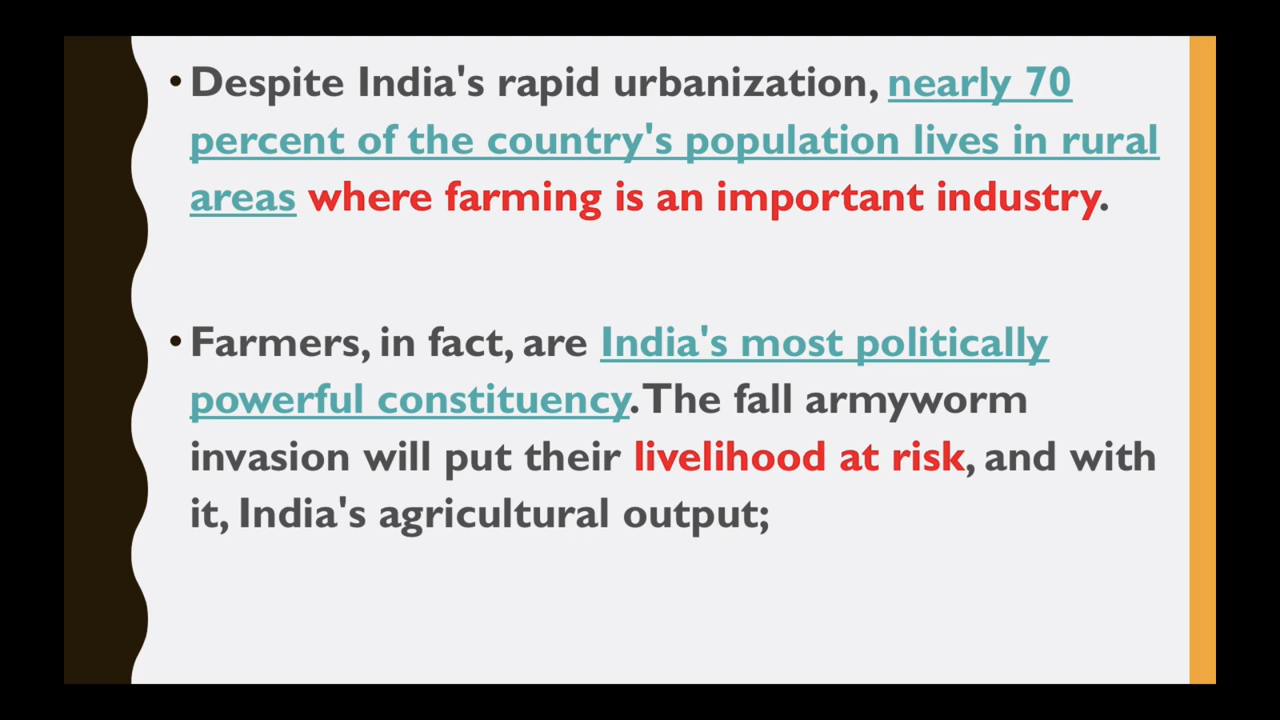 • Despite India's rapid urbanization, nearly 70
percent of the country's population lives in rural
areas where farming is an important industry.
• Farmers, in fact, are India's most politically
powerful constituency. The fall armyworm
invasion will put their livelihood at risk, and with
it, India's agricultural output;